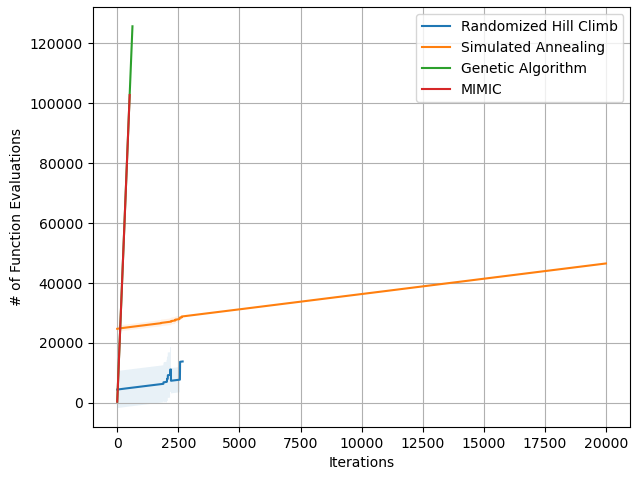 Randomized Hill Climb
Simulated Annealing
Genetic Algorithm
MIMIC
# of Function Evaluations
120000
100000
80000
60000
40000
20000
0
0 2500 5000 7500 10000 12500 15000 17500 20000
Iterations